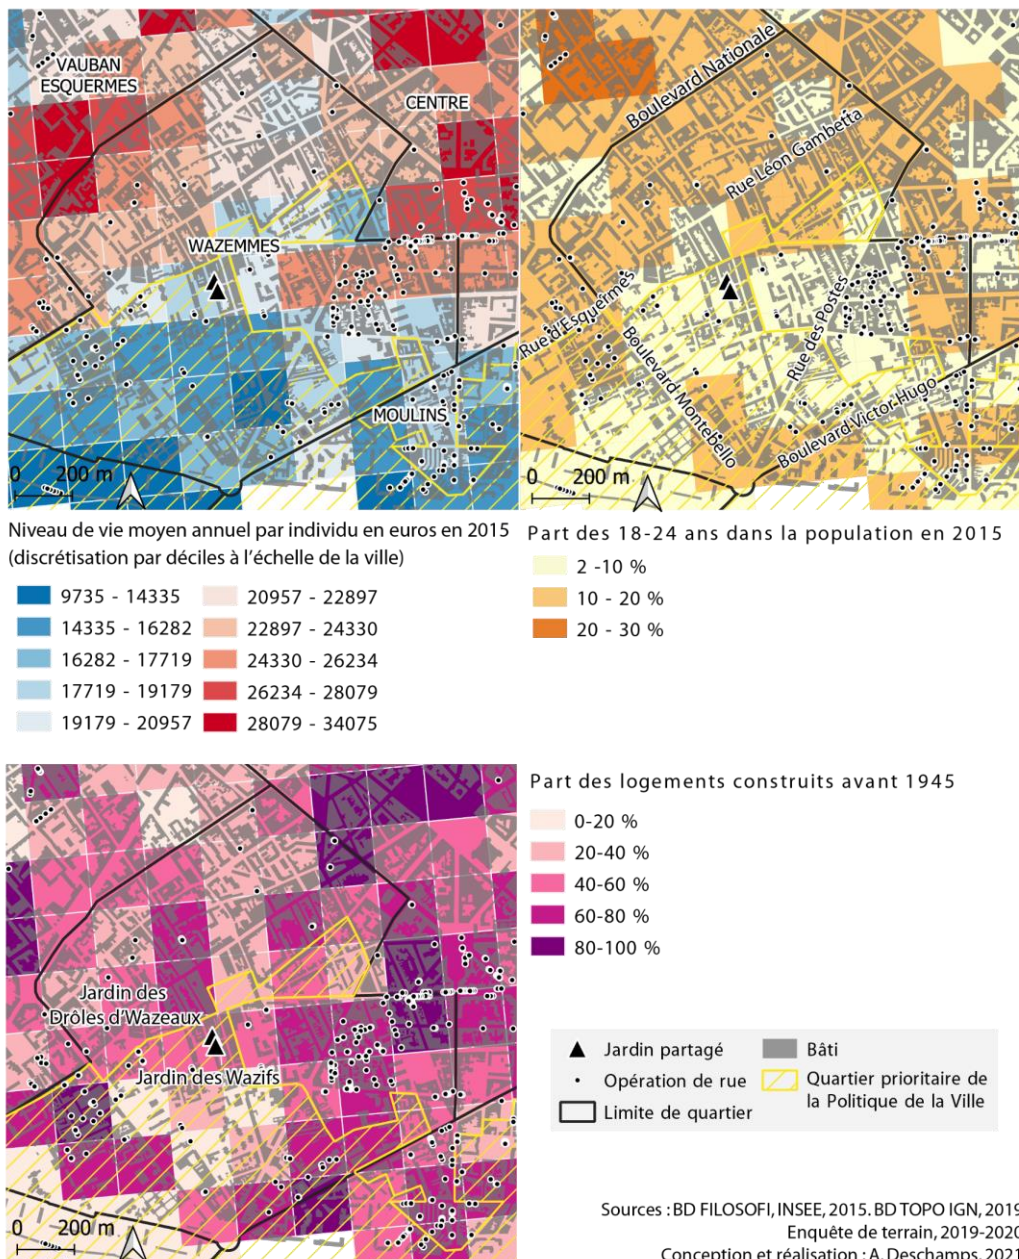 VAUBAN
ESQUERMES
CENTRE
WAZEMMES
MOULINS
0 200 m
Boulevard Nationale
Rue Léon Gambetta
Rue d'Esquermes
Boulevard Montebello
Rue des Postes
Boulevard Victor Hugo
0 200 m
Niveau de vie moyen annuel par individu en euros en 2015
(discrétisation par déciles à l'échelle de la ville)
9735 - 14335
14335 - 16282
16282 - 17719
17719 - 19179
19179 - 20957
20957 - 22897
22897 - 24330
24330 - 26234
26234 - 28079
28079 - 34075
Part des 18-24 ans dans la population en 2015
2 -10 %
10 - 20 %
20 - 30 %
Jardin des
Drôles d'Wazeaux
Jardin des Wazifs
0 200 m
Part des logements construits avant 1945
0-20 %
20-40 %
40-60 %
60-80 %
80-100 %
Jardin partagé
Opération de rue
Limite de quartier
Bâti
Quartier prioritaire de
la Politique de la Ville
Sources : BD FILOSOFI, INSEE, 2015. BD TOPO IGN, 2019
Enquête de terrain, 2019-2020
Conception et réalisation : A. Deschamps, 2021